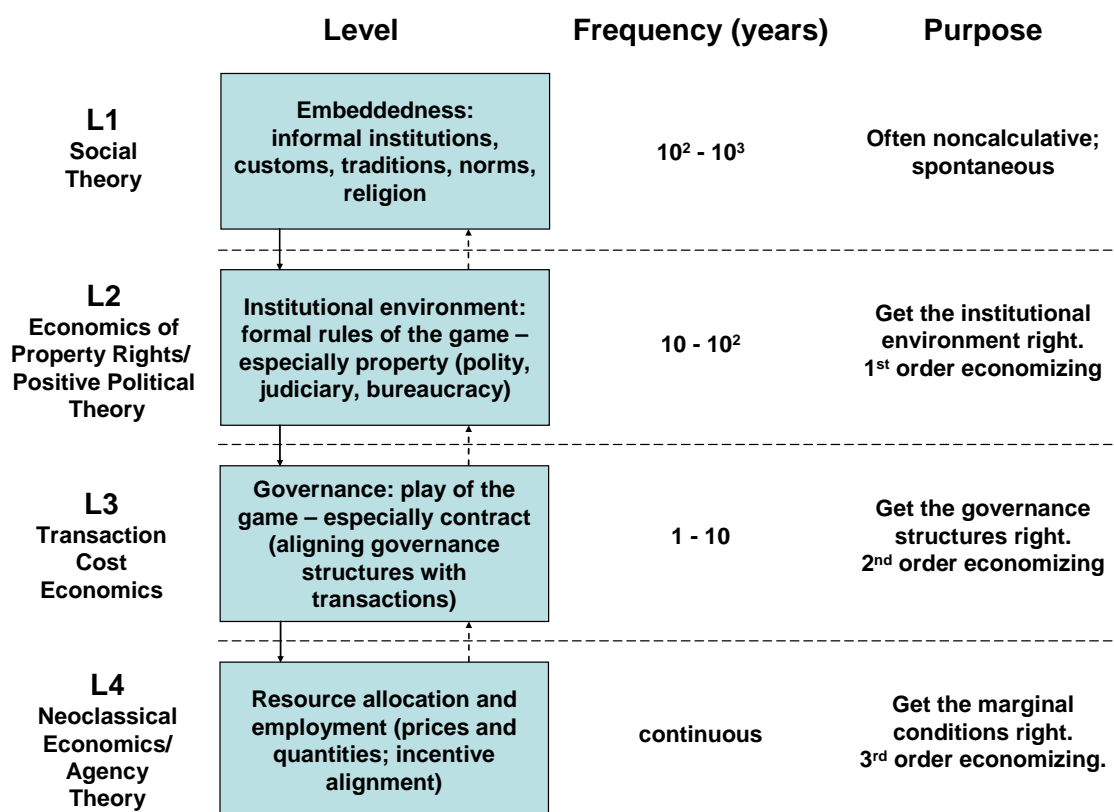 Level Frequency (years) Purpose
L1
Social
Theory
Embeddedness:
informal institutions,
customs, traditions, norms,
religion
10² - 10³
Often noncalculative;
spontaneous
L2
Economics of
Property Rights/
Positive Political
Theory
Institutional environment:
formal rules of the game –
especially property (polity,
judiciary, bureaucracy)
10 - 10²
Get the institutional
environment right.
1st order economizing
L3
Transaction
Cost
Economics
Governance: play of the
game – especially contract
(aligning governance
structures with
transactions)
1 - 10
Get the governance
structures right.
2nd order economizing
L4
Neoclassical
Economics/
Agency
Theory
Resource allocation and
employment (prices and
quantities; incentive
alignment)
continuous
Get the marginal
conditions right.
3rd order economizing.